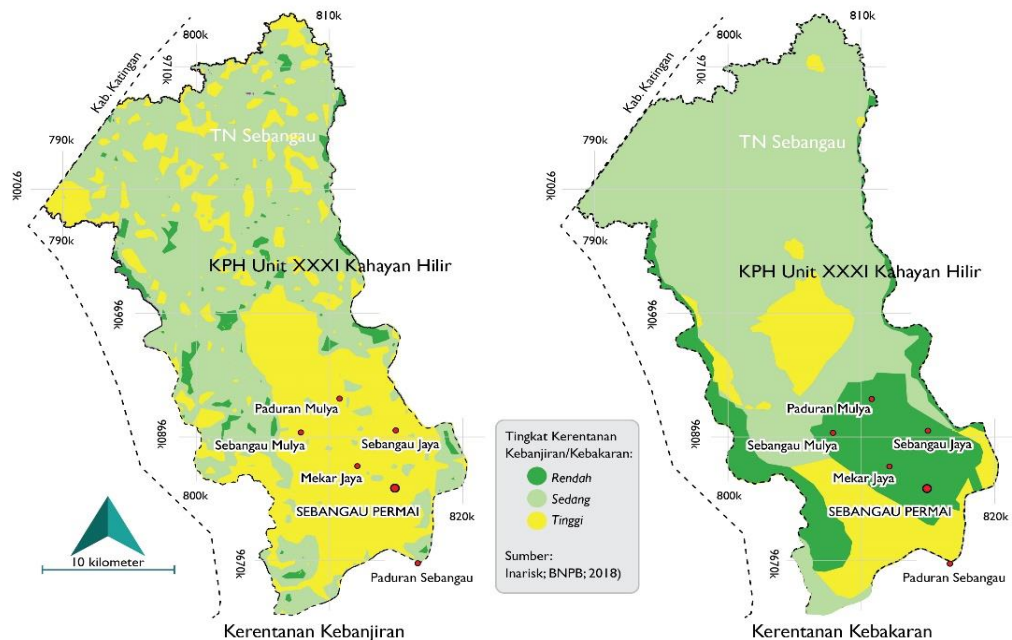 810k
800k
9710k
Kab. Katingan
790k
TN Sebangau
9700k
790k
KPH Unit XXXI Kahayan Hilir
9690k
Paduran Mulya
9680k
Sebangau Mulya
Sebangau Jaya
Mekar Jaya
800k
SEBANGAU PERMAI
820k
10 kilometer
9670k
Paduran Sebangau
Kerentanan Kebanjiran
Tingkat Kerentanan
Kebanjiran/Kebakaran:
Rendah
Sedang
Tinggi
Sumber:
Inarisk; BNPB; 2018)
810k
800k
9710k
Kab. Katingan
790k
TN Sebangau
9700k
790k
KPH Unit XXXI Kahayan Hilir
9690k
Paduran Mulya
9680k
Sebangau Mulya
Sebangau Jaya
Mekar Jaya
800k
SEBANGAU PERMAI
820k
9670k
Paduran Sebangau
Kerentanan Kebakaran